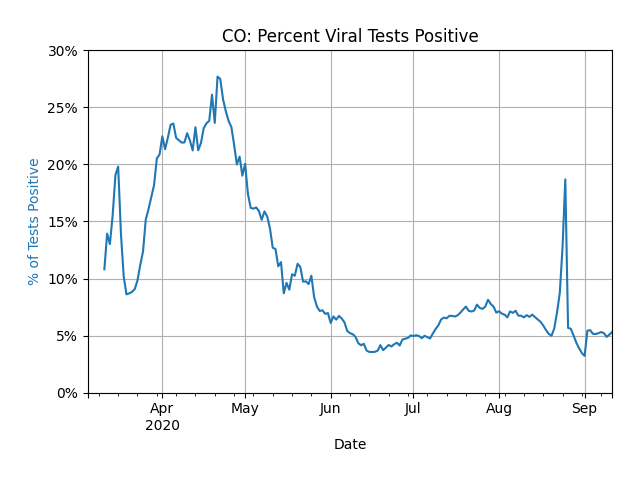 CO: Percent Viral Tests Positive
30%
25%
20%
15%
10%
5%
0%
% of Tests Positive
Apr May Jun Jul Aug Sep
2020
Date